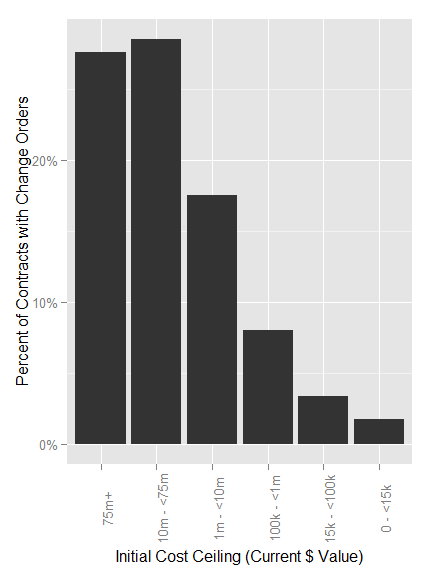 Percent of Contracts with Change Orders
20%
10%
0%
75m+
10m - <75m
1m - <10m
100k - <1m
15k - <100k
0 - <15k
Initial Cost Ceiling (Current $ Value)